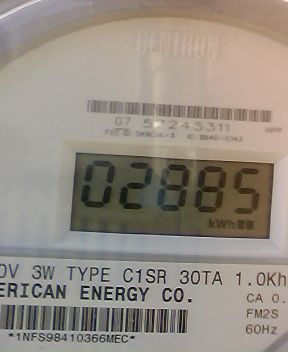 CENTRON
07 57245311
HPP
02885
kWh
0V 3W TYPE C1SR 30TA 1.0Kh
ERICAN ENERGY CO.
CA 0.
FM2S
60Hz
*1NFS98410366MEC*